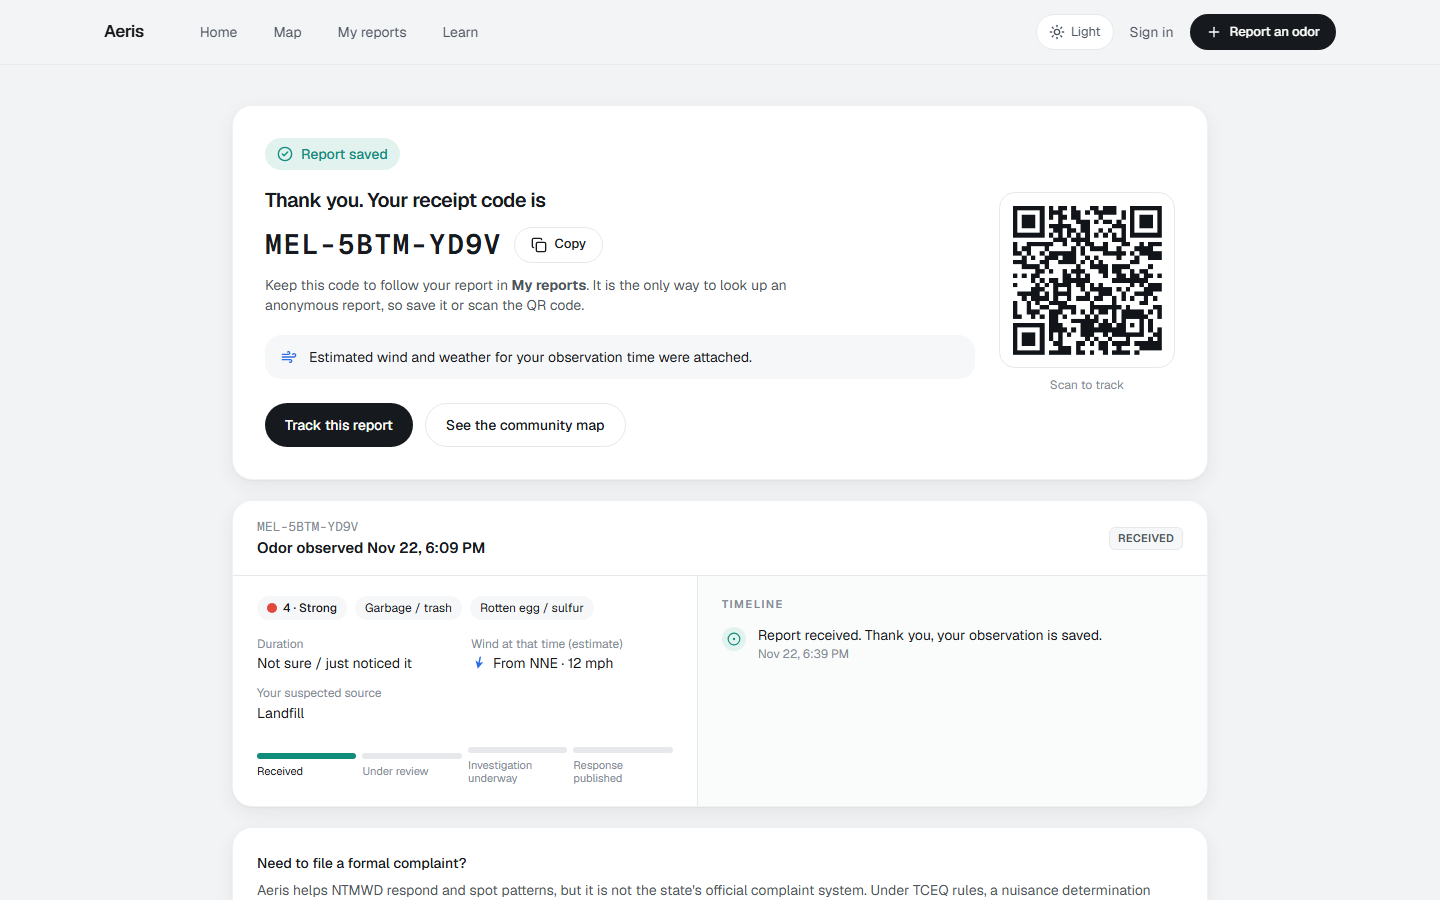 Aeris
Home
Map
My reports
Learn
Light
Sign in
Report an odor
Report saved
Thank you. Your receipt code is
MEL-5BTM-YD9V
Copy
Keep this code to follow your report in My reports. It is the only way to look up an
anonymous report, so save it or scan the QR code.
Estimated wind and weather for your observation time were attached.
Track this report
See the community map
Scan to track
MEL-5BTM-YD9V
Odor observed Nov 22, 6:09 PM
RECEIVED
4 · Strong
Garbage / trash
Rotten egg / sulfur
Duration
Not sure / just noticed it
Wind at that time (estimate)
From NNE · 12 mph
Your suspected source
Landfill
Received
Under review
Investigation
underway
Response
published
TIMELINE
Report received. Thank you, your observation is saved.
Nov 22, 6:39 PM
Need to file a formal complaint?
Aeris helps NTMWD respond and spot patterns, but it is not the state's official complaint system. Under TCEQ rules, a nuisance determination